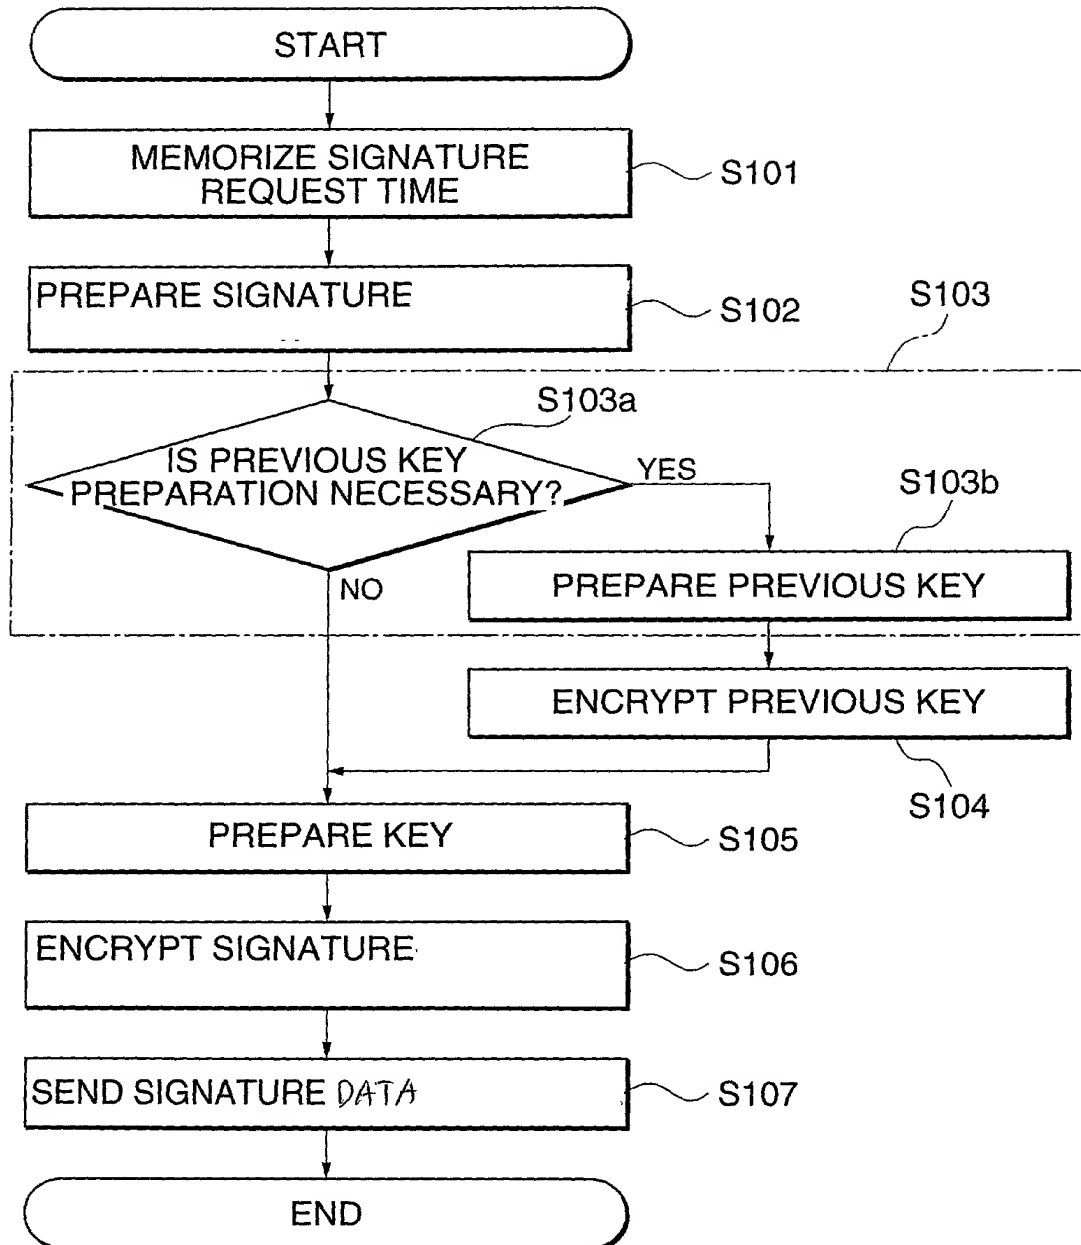 START
MEMORIZE SIGNATURE
REQUEST TIME
S101
PREPARE SIGNATURE
S102
S103
S103a
IS PREVIOUS KEY
PREPARATION NECESSARY?
YES
S103b
PREPARE PREVIOUS KEY
NO
ENCRYPT PREVIOUS KEY
S104
PREPARE KEY
S105
ENCRYPT SIGNATURE
S106
SEND SIGNATURE DATA
S107
END